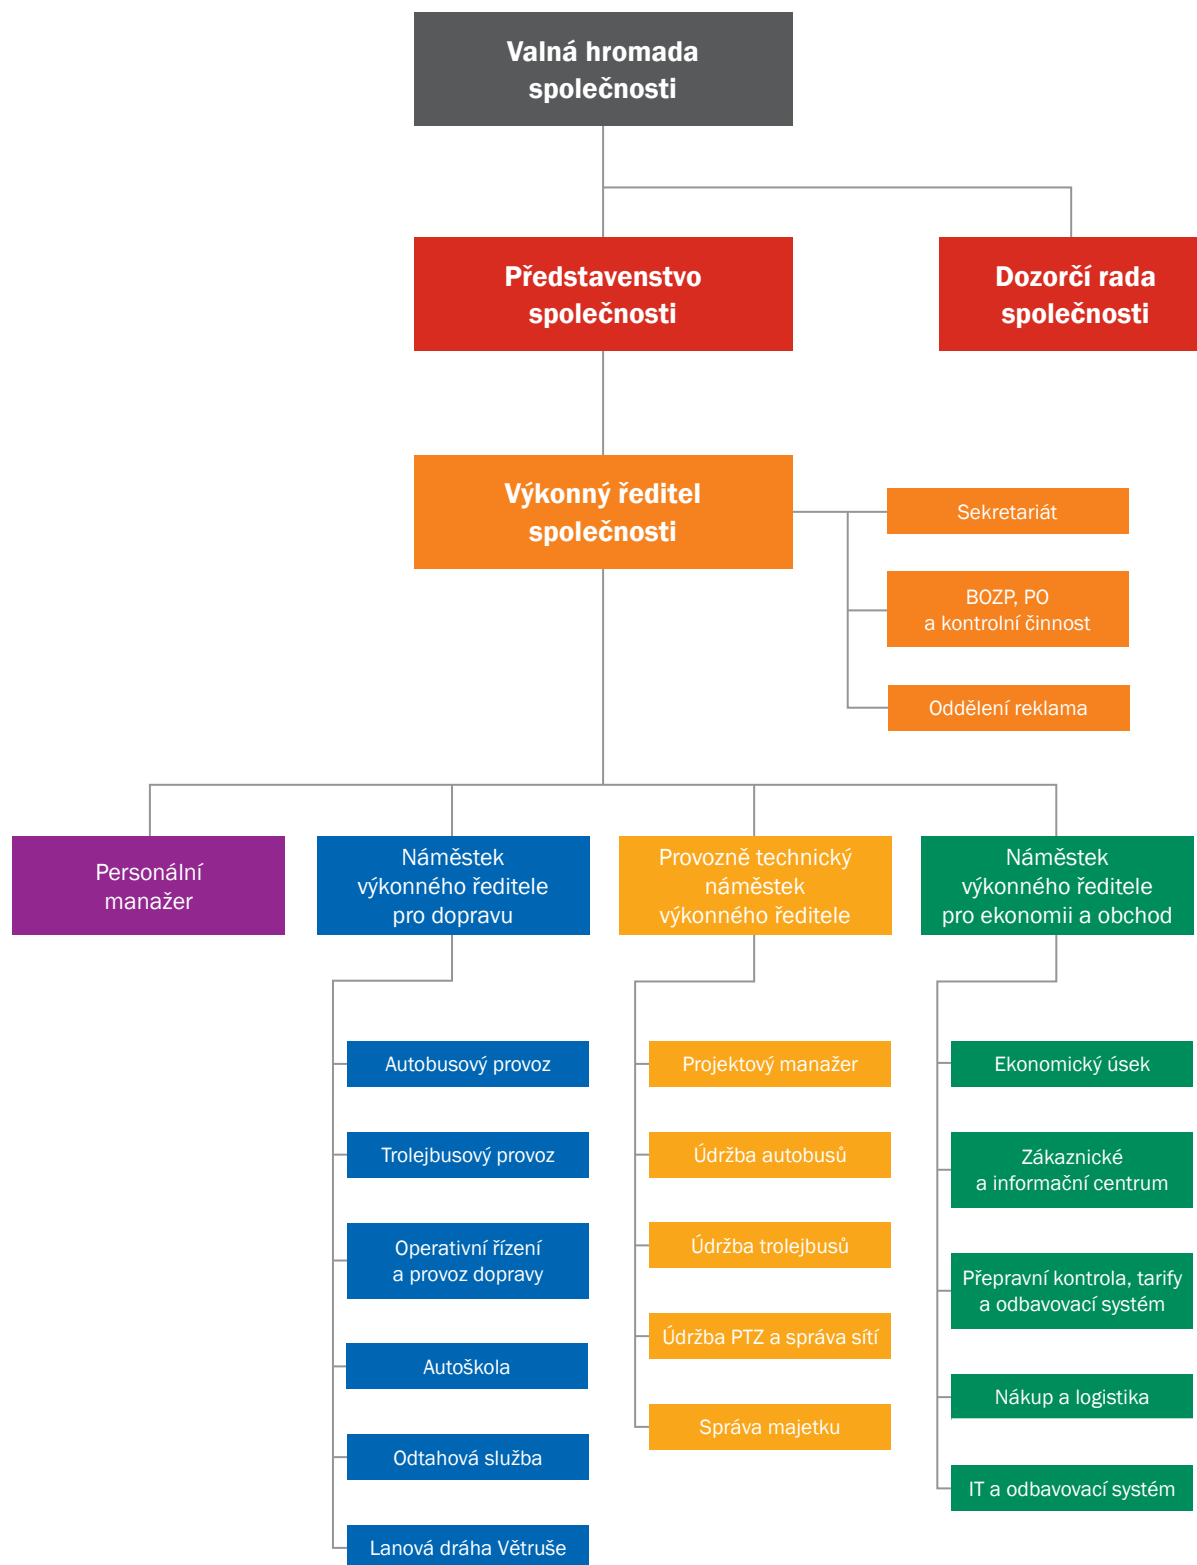 Valná hromada
společnosti
Představenstvo
společnosti
Dozorčí rada
společnosti
Výkonný ředitel
společnosti
Sekretariát
BOZP, PO
a kontrolní činnost
Oddělení reklama
Personální
manažer
Náměstek
výkonného ředitele
pro dopravu
Provozně technický
náměstek
výkonného ředitele
Náměstek
výkonného ředitele
pro ekonomii a obchod
Autobusový provoz
Trolejbusový provoz
Operativní řízení
a provoz dopravy
Autoškola
Odtahová služba
Lanová dráha Větruše
Projektový manažer
Údržba autobusů
Údržba trolejbusů
Údržba PTZ a správa sítí
Správa majetku
Ekonomický úsek
Zákaznické
a informační centrum
Přepravní kontrola, tarify
a odbavovací systém
Nákup a logistika
IT a odbavovací systém